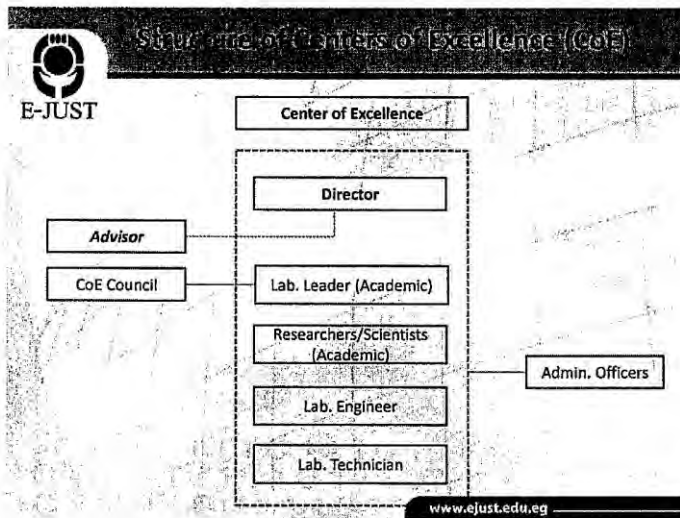 Structure of Centers of Excellence (CoE)
E-JUST
Center of Excellence
Director
Advisor
CoE Council
Lab. Leader (Academic)
Researchers/Scientists
(Academic)
Admin. Officers
Lab. Engineer
Lab. Technician
www.ejust.edu.eg